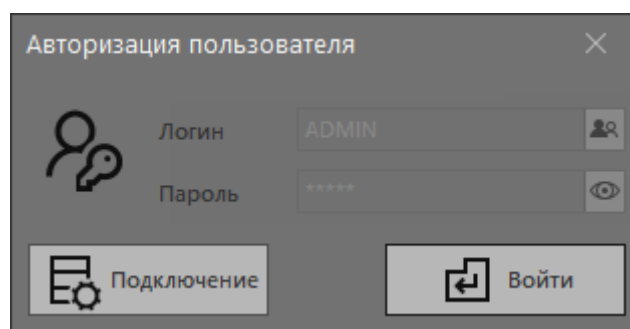 Авторизация пользователя
Логин ADMIN
Пароль *****
Подключение Войти